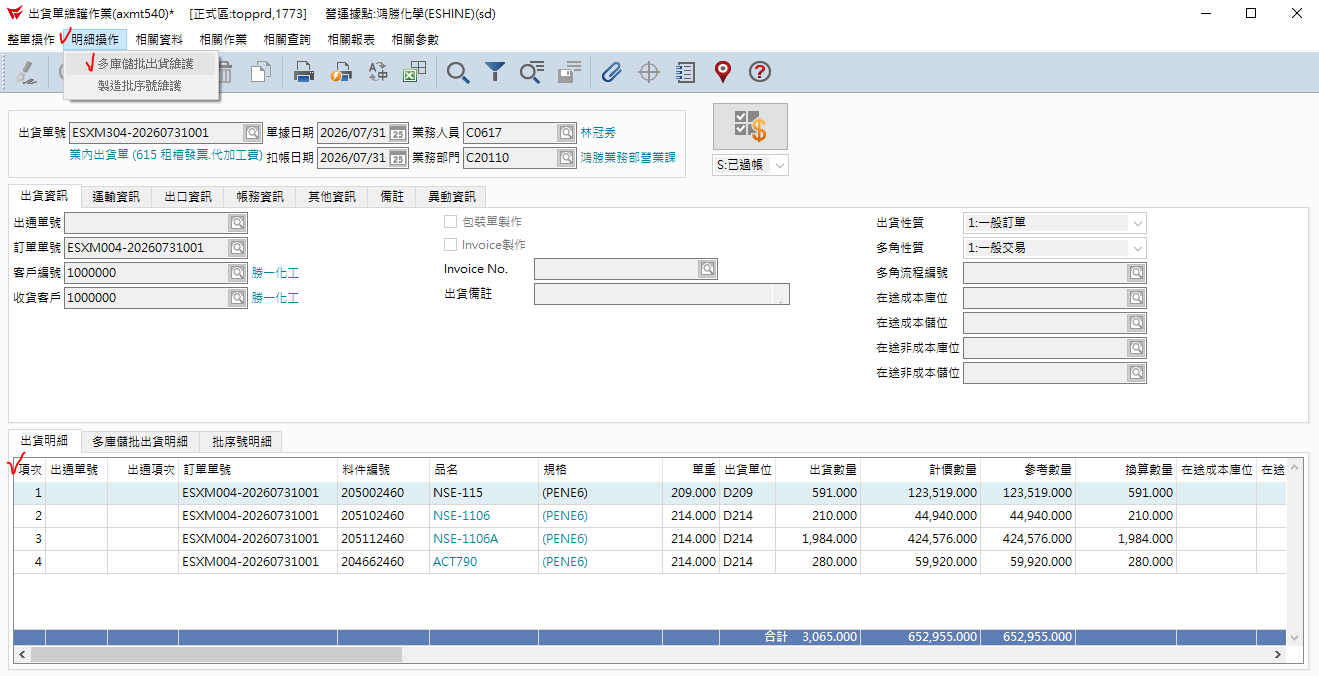 出貨單維護作業(axmt540)* [正式區:topprd,1773] 營運據點:鴻勝化學(ESHINE)(sd)
整單操作 明細操作 相關資料 相關作業 相關查詢 相關報表 相關參數
多庫儲批出貨維護
製造批序號維護
出貨單號 ESXM304-20260731001 單據日期 2026/07/31 業務人員 C0617 林冠秀
業內出貨單 (615 租槽發票.代加工費) 扣帳日期 2026/07/31 業務部門 C20110 鴻勝業務部營業課
S:已過帳
出貨資訊 運輸資訊 出口資訊 帳務資訊 其他資訊 備註 異動資訊
出通單號 包裝單製作 出貨性質 1:一般訂單
訂單單號 ESXM004-20260731001 Invoice製作 多角性質 1:一般交易
客戶編號 1000000 勝一化工 Invoice No. 多角流程編號
收貨客戶 1000000 勝一化工 出貨備註 在途成本庫位
在途成本儲位
在途非成本庫位
在途非成本儲位
出貨明細 多庫儲批出貨明細 批序號明細
項次 出通單號 出通項次 訂單單號 料件編號 品名 規格 單重 出貨單位 出貨數量 計價數量 參考數量 換算數量 在途成本庫位 在途
1 ESXM004-20260731001 205002460 NSE-115 (PENE6) 209.000 D209 591.000 123,519.000 123,519.000 591.000
2 ESXM004-20260731001 205102460 NSE-1106 (PENE6) 214.000 D214 210.000 44,940.000 44,940.000 210.000
3 ESXM004-20260731001 205112460 NSE-1106A (PENE6) 214.000 D214 1,984.000 424,576.000 424,576.000 1,984.000
4 ESXM004-20260731001 204662460 ACT790 (PENE6) 214.000 D214 280.000 59,920.000 59,920.000 280.000
合計 3,065.000 652,955.000 652,955.000